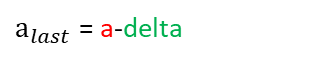 a_last = a-delta